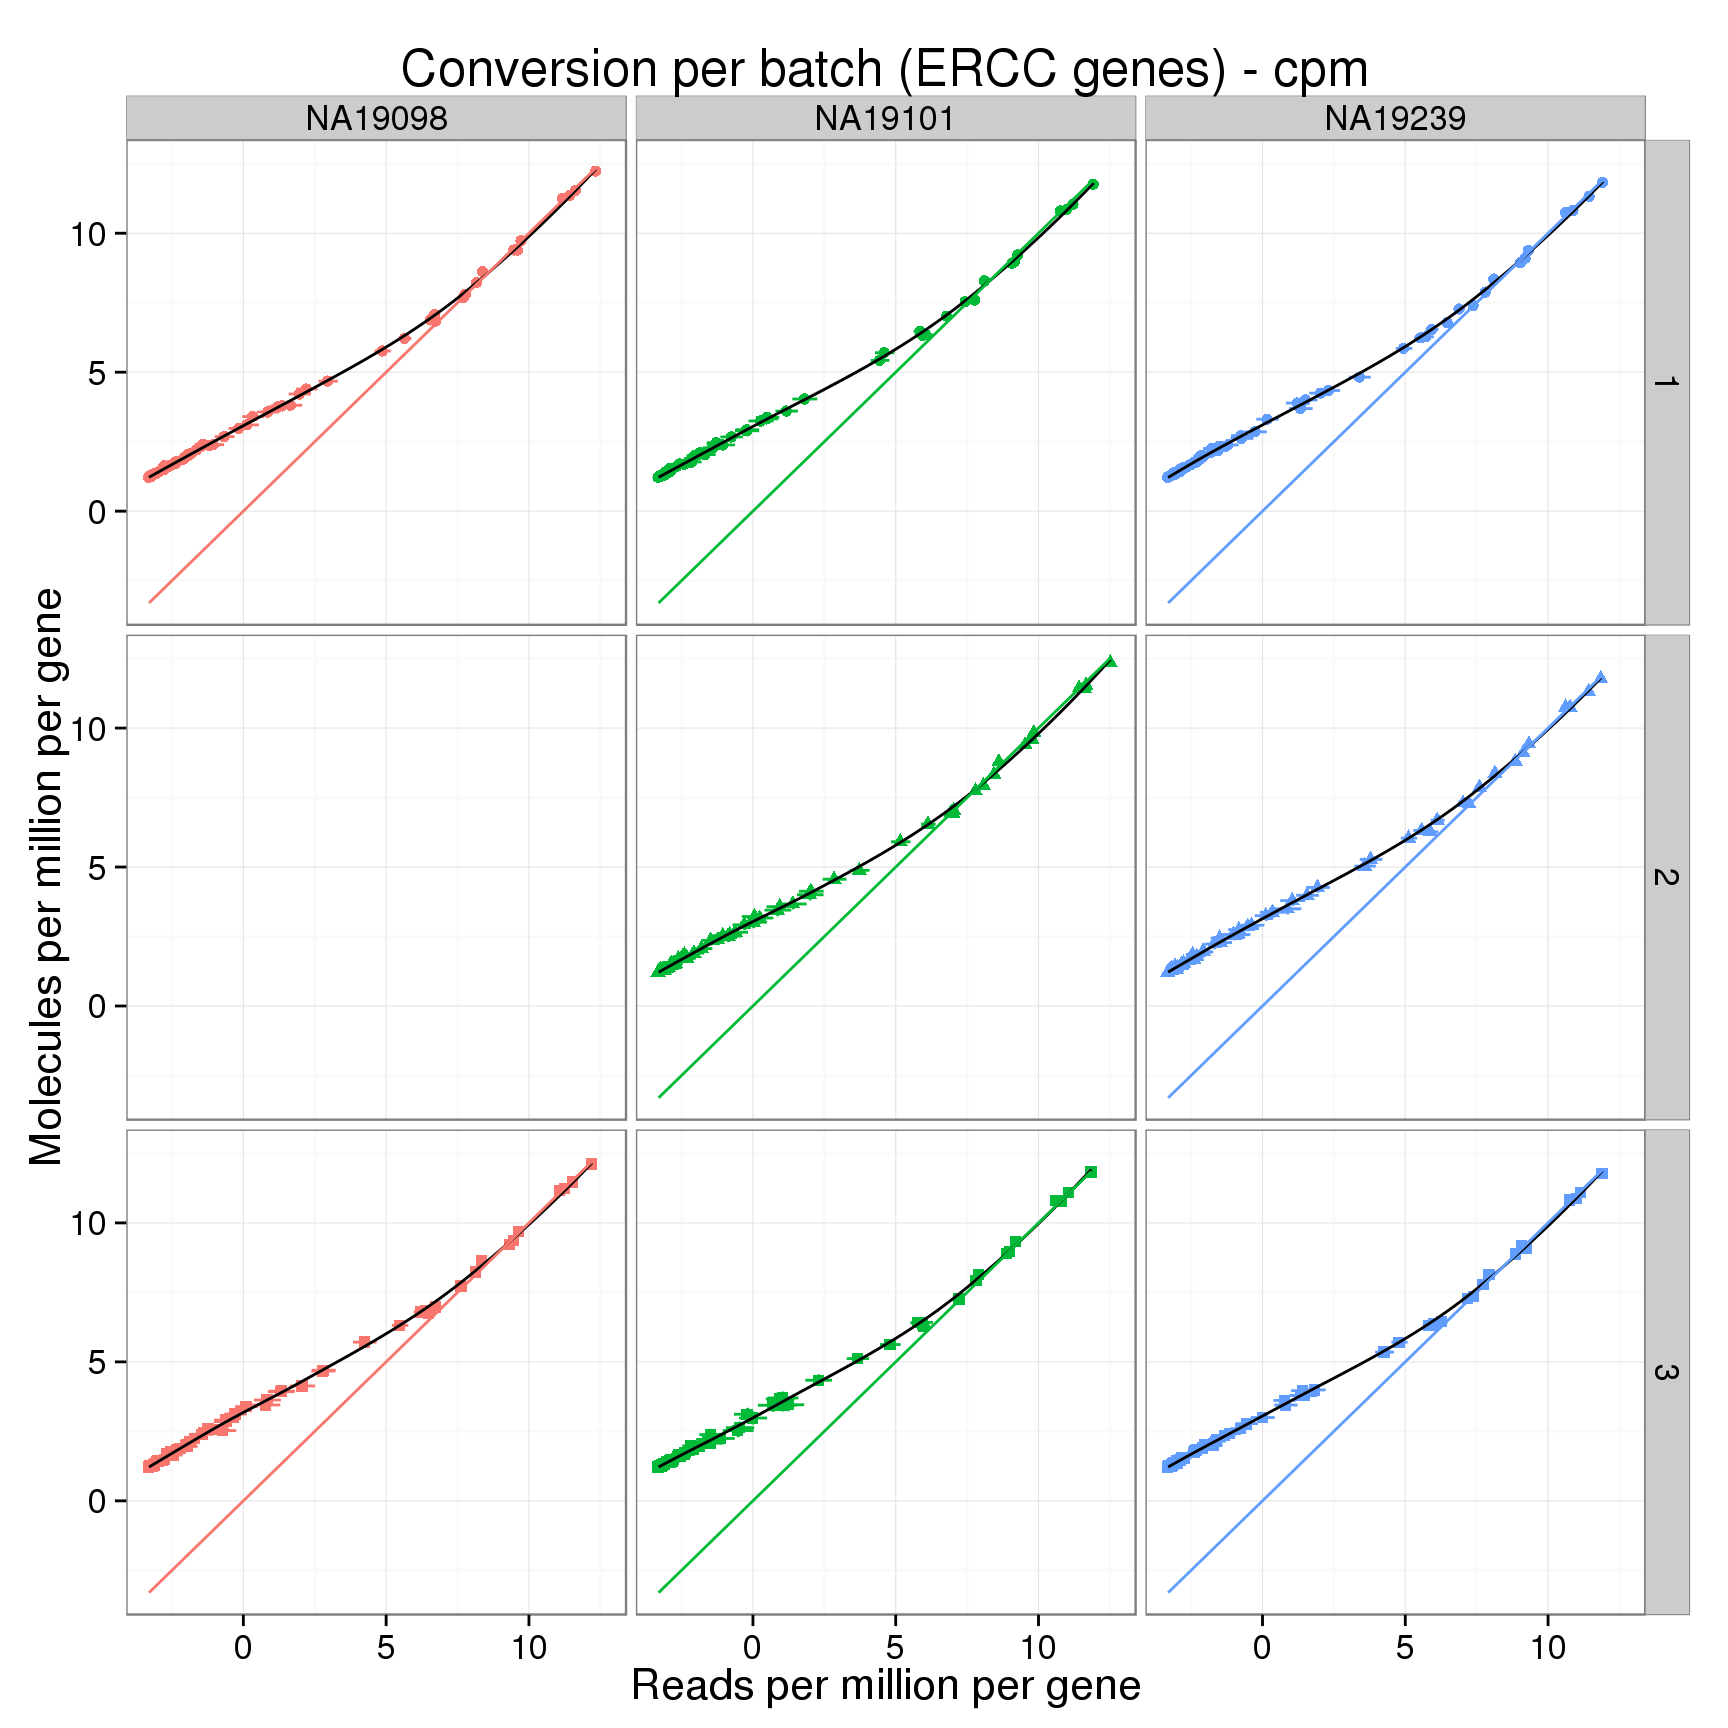 Conversion per batch (ERCC genes) - cpm
NA19098 NA19101 NA19239
10
5
0
1
10
5
0
2
10
5
0
3
Molecules per million per gene
0 5 10 0 5 10 0 5 10
Reads per million per gene